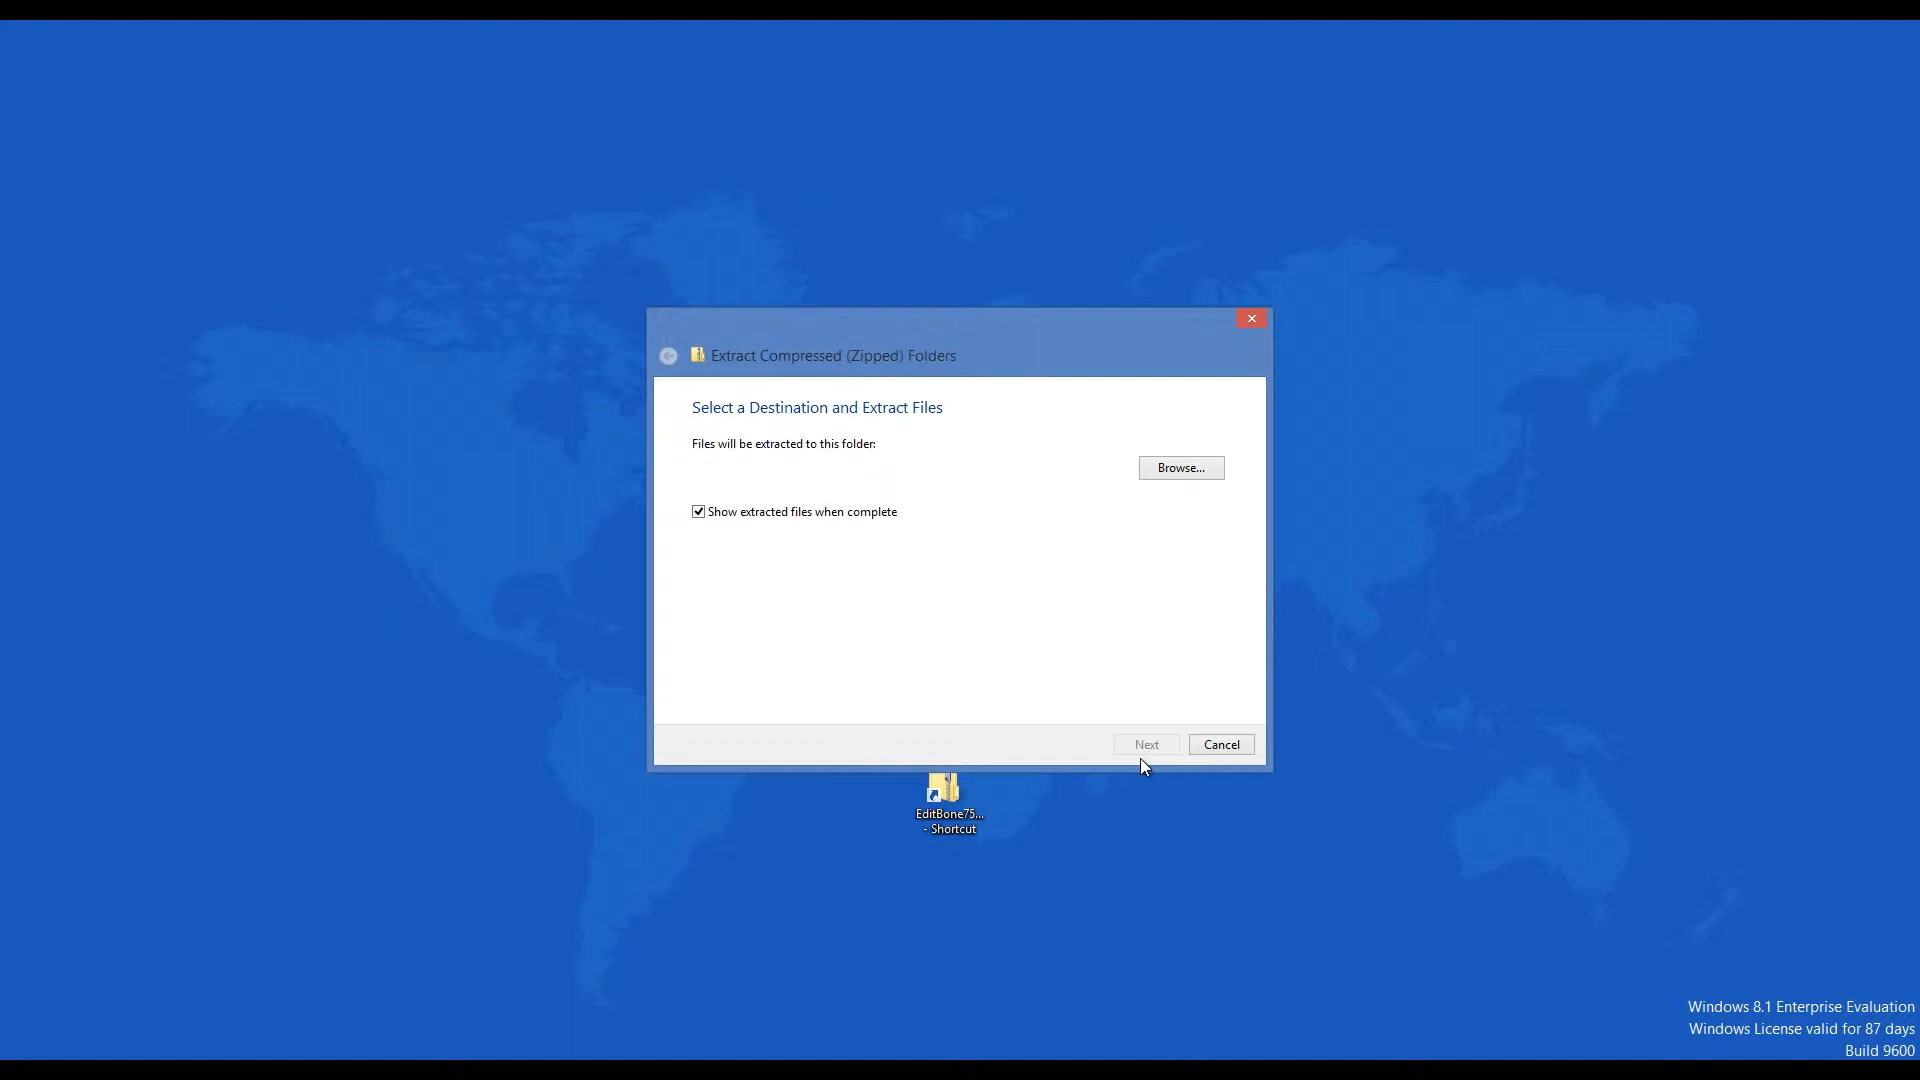 Extract Compressed (Zipped) Folders
Select a Destination and Extract Files
Files will be extracted to this folder:
Browse...
Show extracted files when complete
Next
Cancel
EditBone75...
- Shortcut
Windows 8.1 Enterprise Evaluation
Windows License valid for 87 days
Build 9600